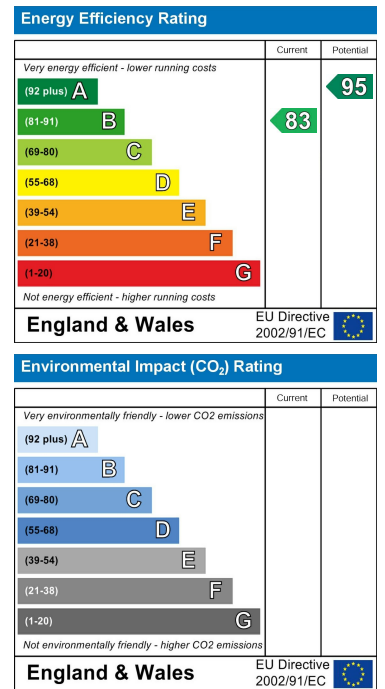 Energy Efficiency Rating
Current Potential
Very energy efficient - lower running costs
(92 plus) A
95
(81-91) B
83
(69-80) C
(55-68) D
(39-54) E
(21-38) F
(1-20) G
Not energy efficient - higher running costs
England & Wales
EU Directive
2002/91/EC
Environmental Impact (CO₂) Rating
Current Potential
Very environmentally friendly - lower CO2 emissions
(92 plus) A
(81-91) B
(69-80) C
(55-68) D
(39-54) E
(21-38) F
(1-20) G
Not environmentally friendly - higher CO2 emissions
England & Wales
EU Directive
2002/91/EC